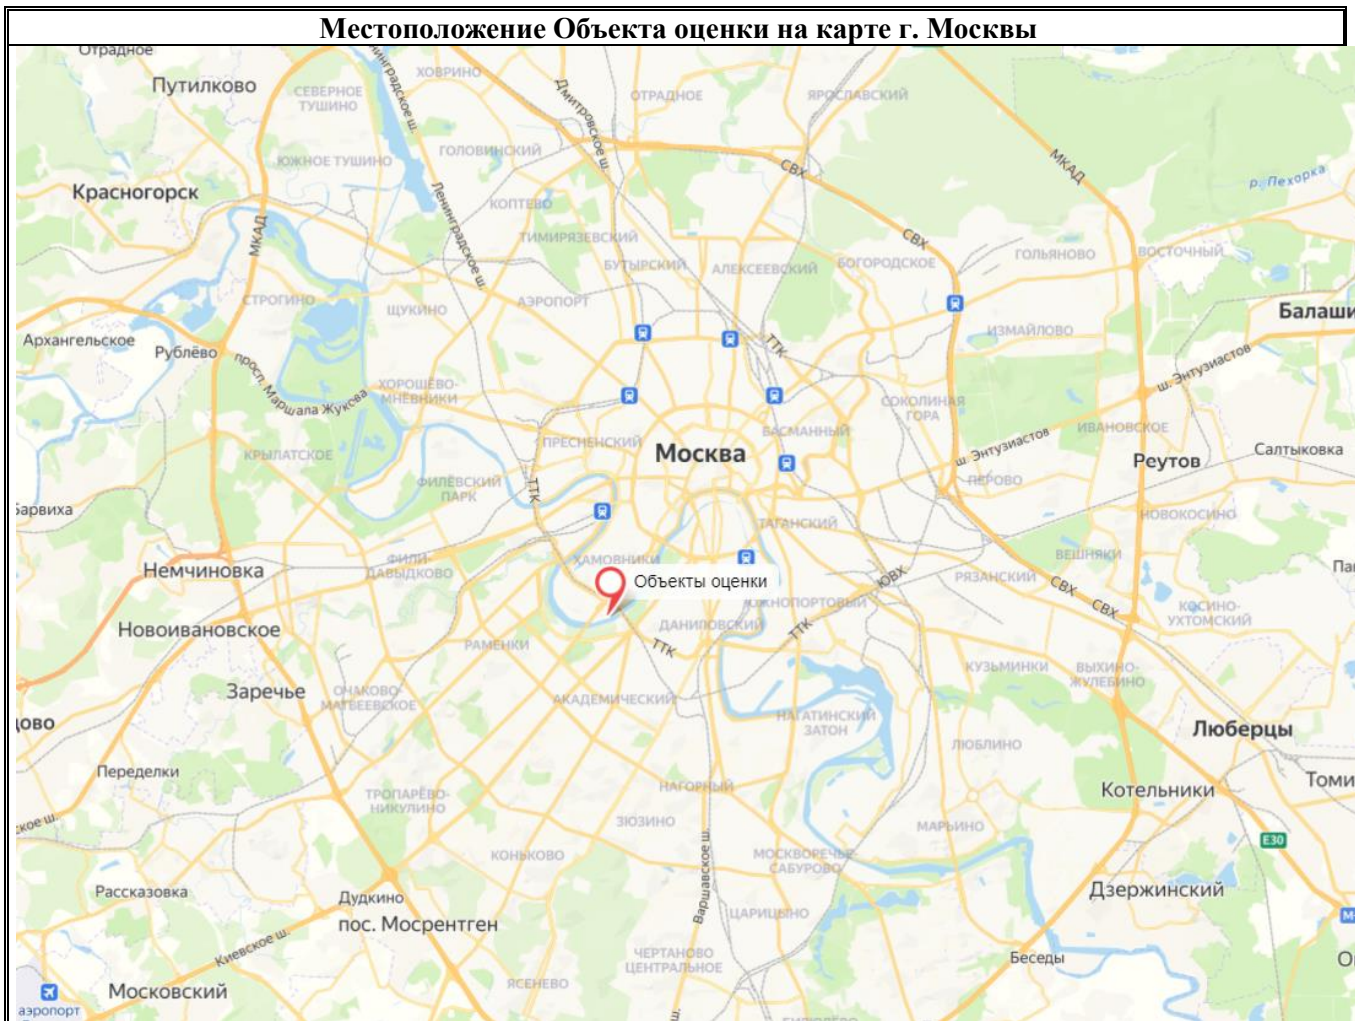 Местоположение Объекта оценки на карте г. Москвы
Отрадное
Путилково
СЕВЕРНОЕ
ТУШИНО
ХОВРИНО
Дмитровское ш.
ОТРАДНОЕ
ЯРОСЛАВСКИЙ
ЮЖНОЕ ТУШИНО
ГОЛОВИНСКИЙ
СВХ
МКАД
р. Пехорка
Красногорск
Ленинградское ш.
КОПТЕВО
МКАД
ТИМИРЯЗЕВСКИЙ
СВХ
БУТЫРСКИЙ
АЛЕКСЕЕВСКИЙ
БОГОРОДСКОЕ
ГОЛЬЯНОВО
ВОСТОЧНЫЙ
СТРОГИНО
ЩУКИНО
АЭРОПОРТ
Балаши
ИЗМАЙЛОВО
Архангельское
Рублёво
ТТК
ш. Энтузиастов
просп. Маршала Жукова
ХОРОШЁВО-
МНЁВНИКИ
СОКОЛИНАЯ
ГОРА
ПРЕСНЕНСКИЙ
Москва
БАСМАННЫЙ
ш. Энтузиастов
ИВАНОВСКОЕ
КРЫЛАТСКОЕ
Реутов
Салтыковка
ФИЛЁВСКИЙ
ПАРК
ТТК
ПЕРОВО
Барвиха
ТАГАНСКИЙ
НОВОКОСИНО
ФИЛИ-
ДАВЫДКОВО
ХАМОВНИКИ
ВЕШНЯКИ
Немчиновка
Объекты оценки
ЮВХ
РЯЗАНСКИЙ
СВХ
СВХ
ЮЖНОПОРТОВЫЙ
КОСИНО-
УХТОМСКИЙ
Новоивановское
ДАНИЛОВСКИЙ
ТТК
РАМЕНКИ
ТТК
КУЗЬМИНКИ
ВЫХИНО-
ЖУЛЕБИНО
Заречье
ОЧАКОВО-
МАТВЕЕВСКОЕ
АКАДЕМИЧЕСКИЙ
НАГАТИНСКИЙ
ЗАТОН
Люберцы
ЛЮБЛИНО
Переделки
НАГОРНЫЙ
Томи
ТРОПАРЁВО-
НИКУЛИНО
Котельники
ЗЮЗИНО
МАРЬИНО
E30
КОНЬКОВО
МОСКВОРЕЧЬЕ-
САБУРОВО
Варшавское ш.
Рассказовка
Дудкино
Дзержинский
пос. Мосрентген
ЦАРИЦЫНО
Киевское ш.
ЧЕРТАНОВО
ЦЕНТРАЛЬНОЕ
Беседы
ЯСЕНЕВО
Московский
аэропорт